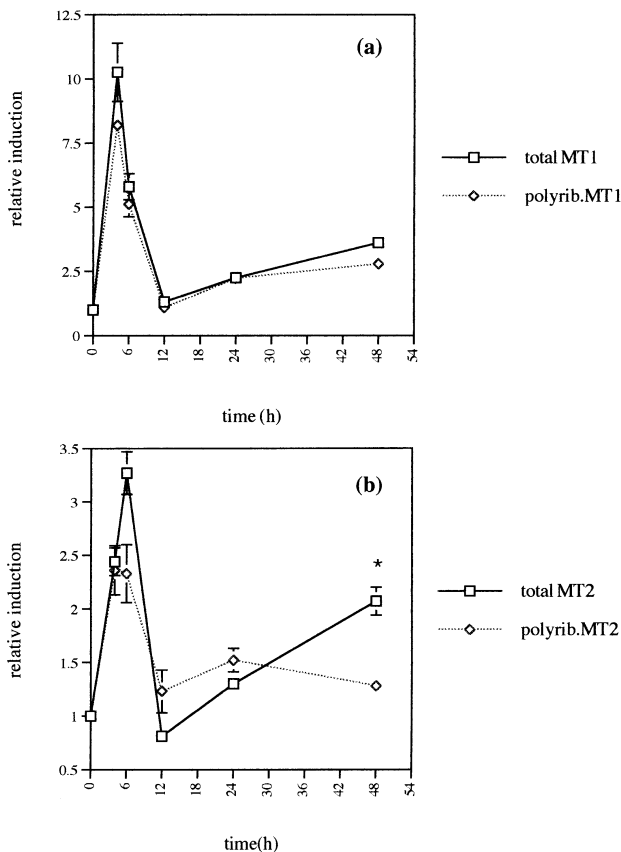 12.5
(a)
10
7.5
5
2.5
0
relative induction
total MT1
polyrib.MT1
0 6 12 18 24 30 36 42 48 54
time (h)
3.5
(b)
3
2.5
*
2
1.5
1
0.5
relative induction
total MT2
polyrib.MT2
0 6 12 18 24 30 36 42 48 54
time(h)